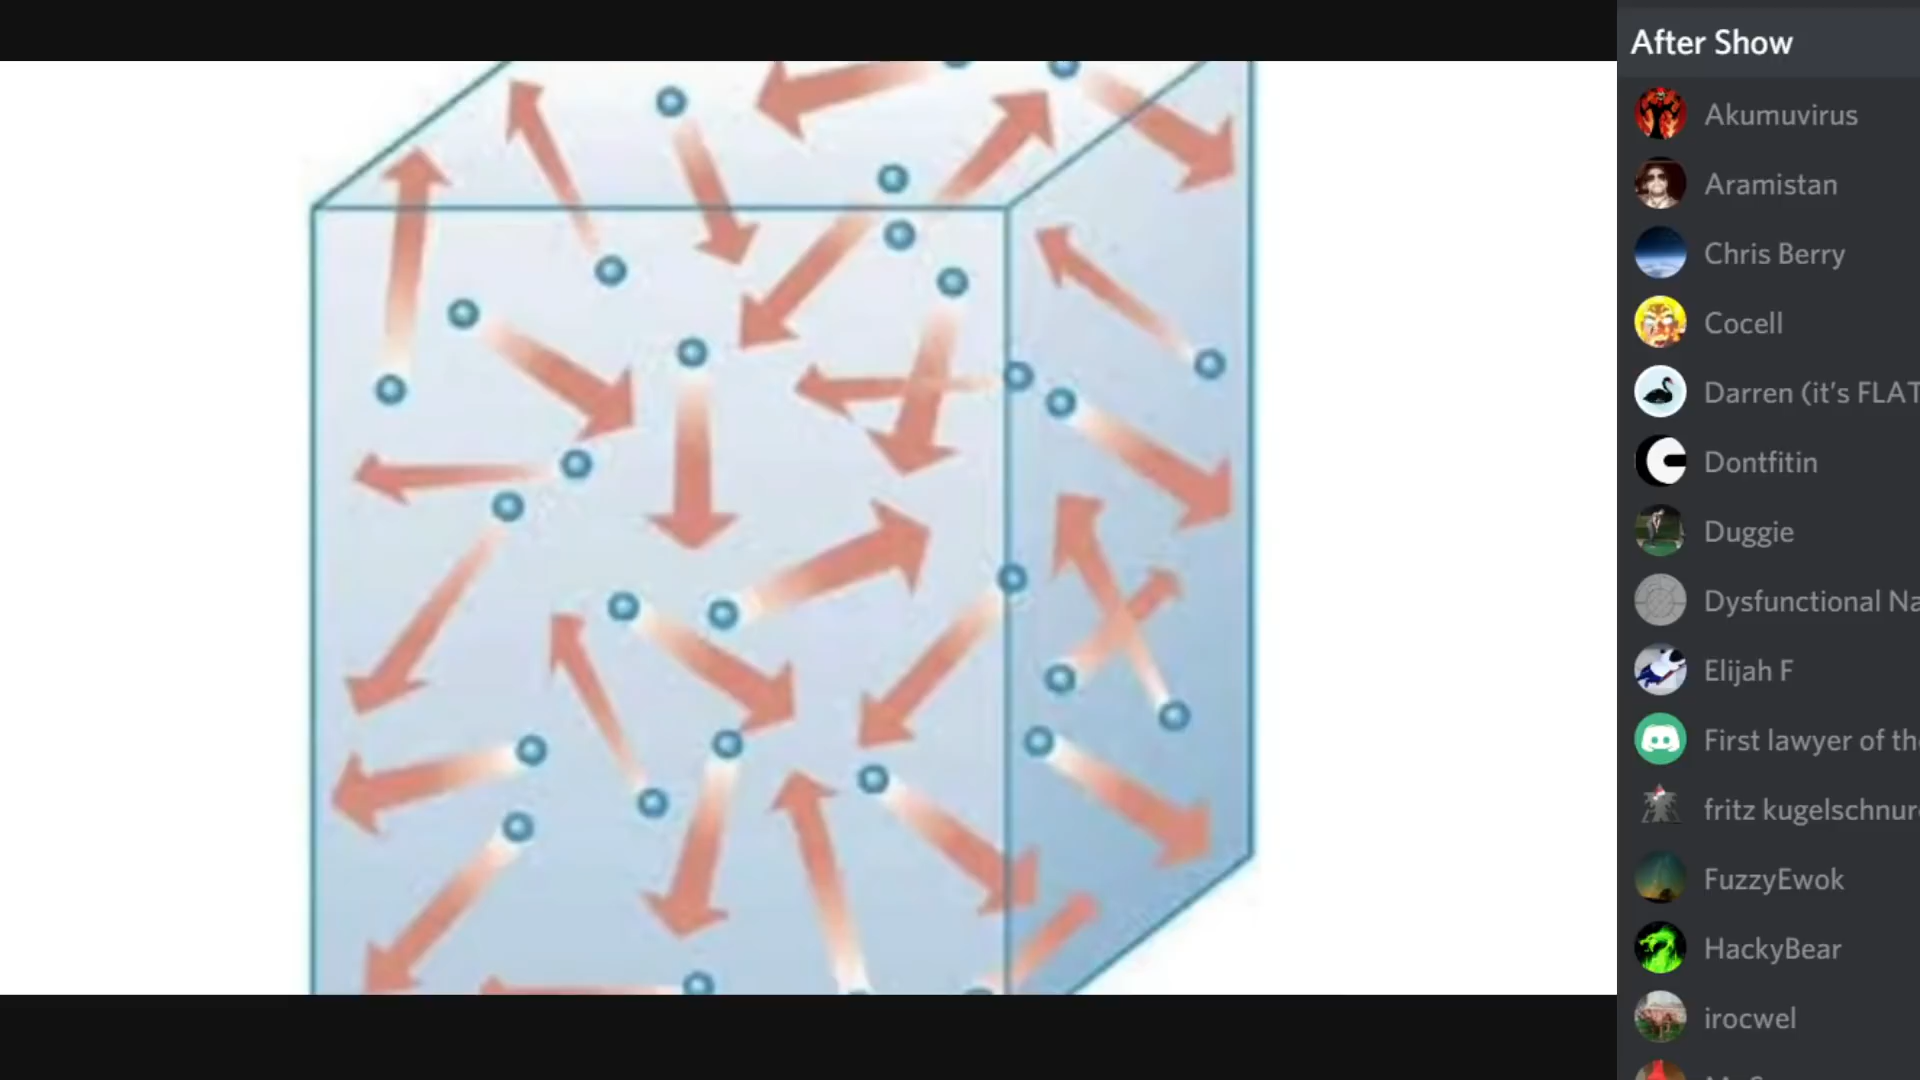 After Show
Akumuvirus
Aramistan
Chris Berry
Cocell
Darren (it's FLAT
Dontfitin
Duggie
Dysfunctional Na
Elijah F
First lawyer of the
fritz kugelschnur
FuzzyEwok
HackyBear
irocwel